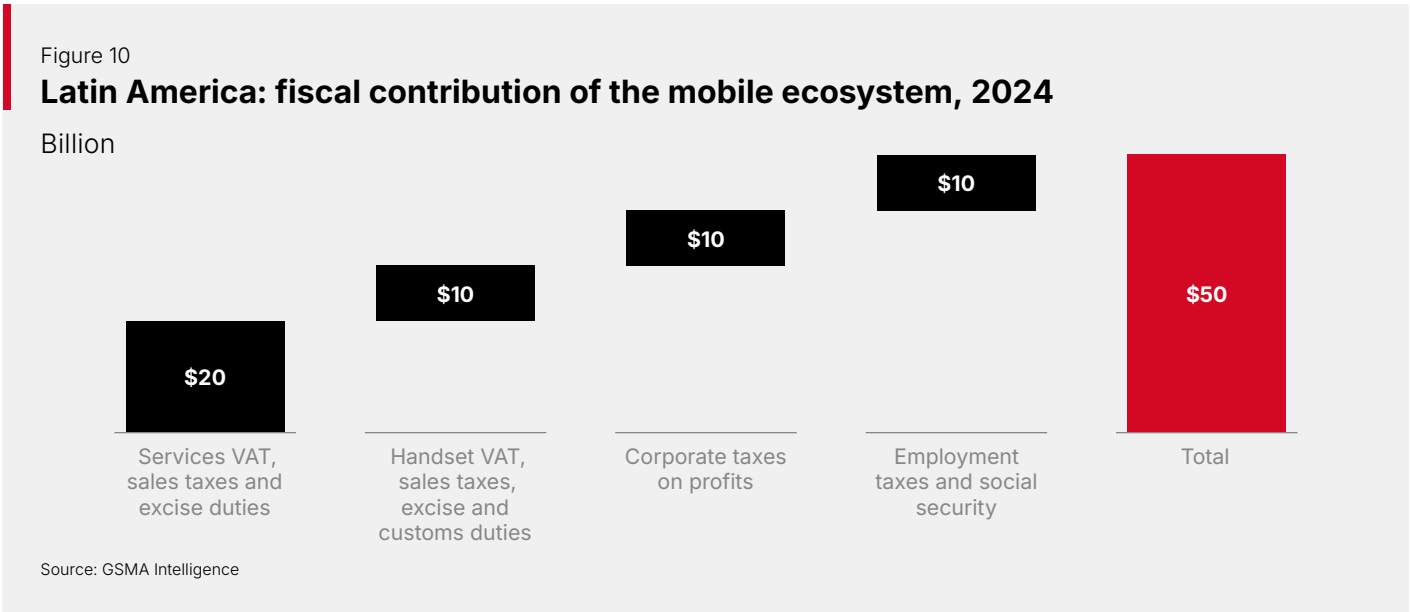 Figure 10
Latin America: fiscal contribution of the mobile ecosystem, 2024
Billion
$20
$10
$10
$10
$50
Services VAT,
sales taxes and
excise duties
Handset VAT,
sales taxes,
excise and
customs duties
Corporate taxes
on profits
Employment
taxes and social
security
Total
Source: GSMA Intelligence